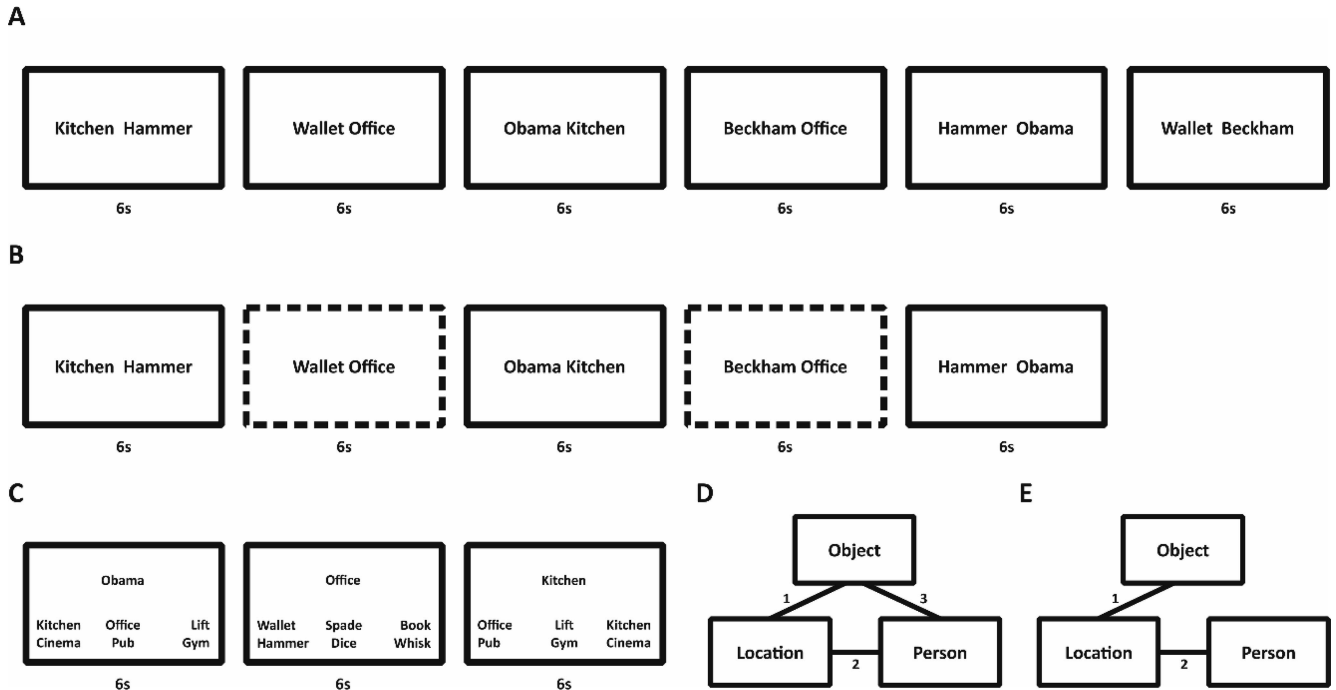 A
Kitchen Hammer
Wallet Office
Obama Kitchen
Beckham Office
Hammer Obama
Wallet Beckham
6s
6s
6s
6s
6s
6s
B
Kitchen Hammer
Wallet Office
Obama Kitchen
Beckham Office
Hammer Obama
6s
6s
6s
6s
6s
C
Obama
Kitchen Office Lift
Cinema Pub Gym
6s
Office
Wallet Spade Book
Hammer Dice Whisk
6s
Kitchen
Office Lift Kitchen
Pub Gym Cinema
6s
D
Object
1
3
Location
2
Person
E
Object
1
Location
2
Person